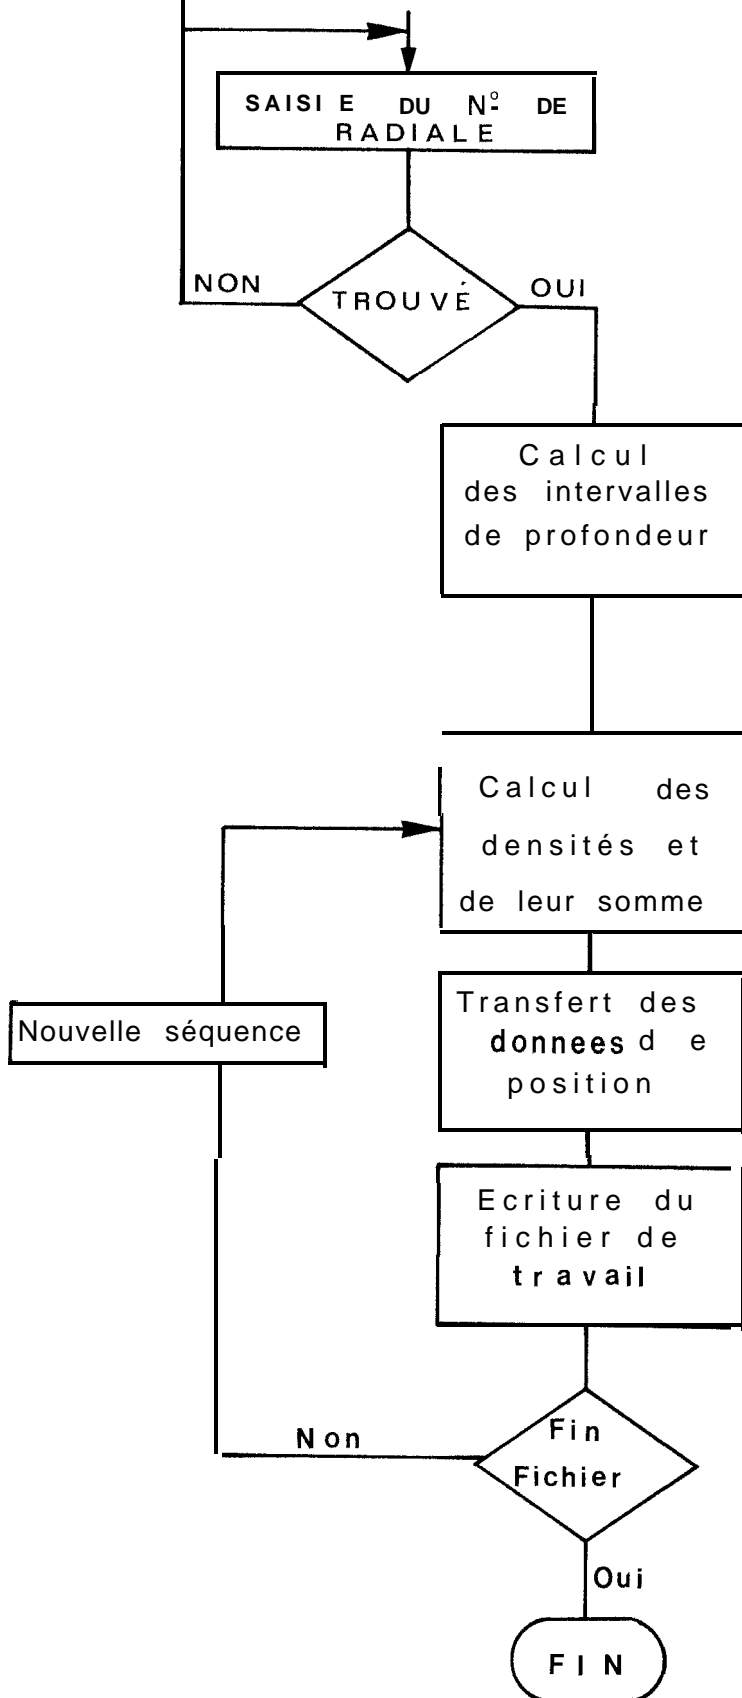 SAISIE DU Nº DE
RADIALE
NON
TROUVÉ
OUI
Calcul
des intervalles
de profondeur
Calcul des
densités et
de leur somme
Nouvelle séquence
Transfert des
donnees de
position
Ecriture du
fichier de
travail
Non
Fin
Fichier
Oui
FIN